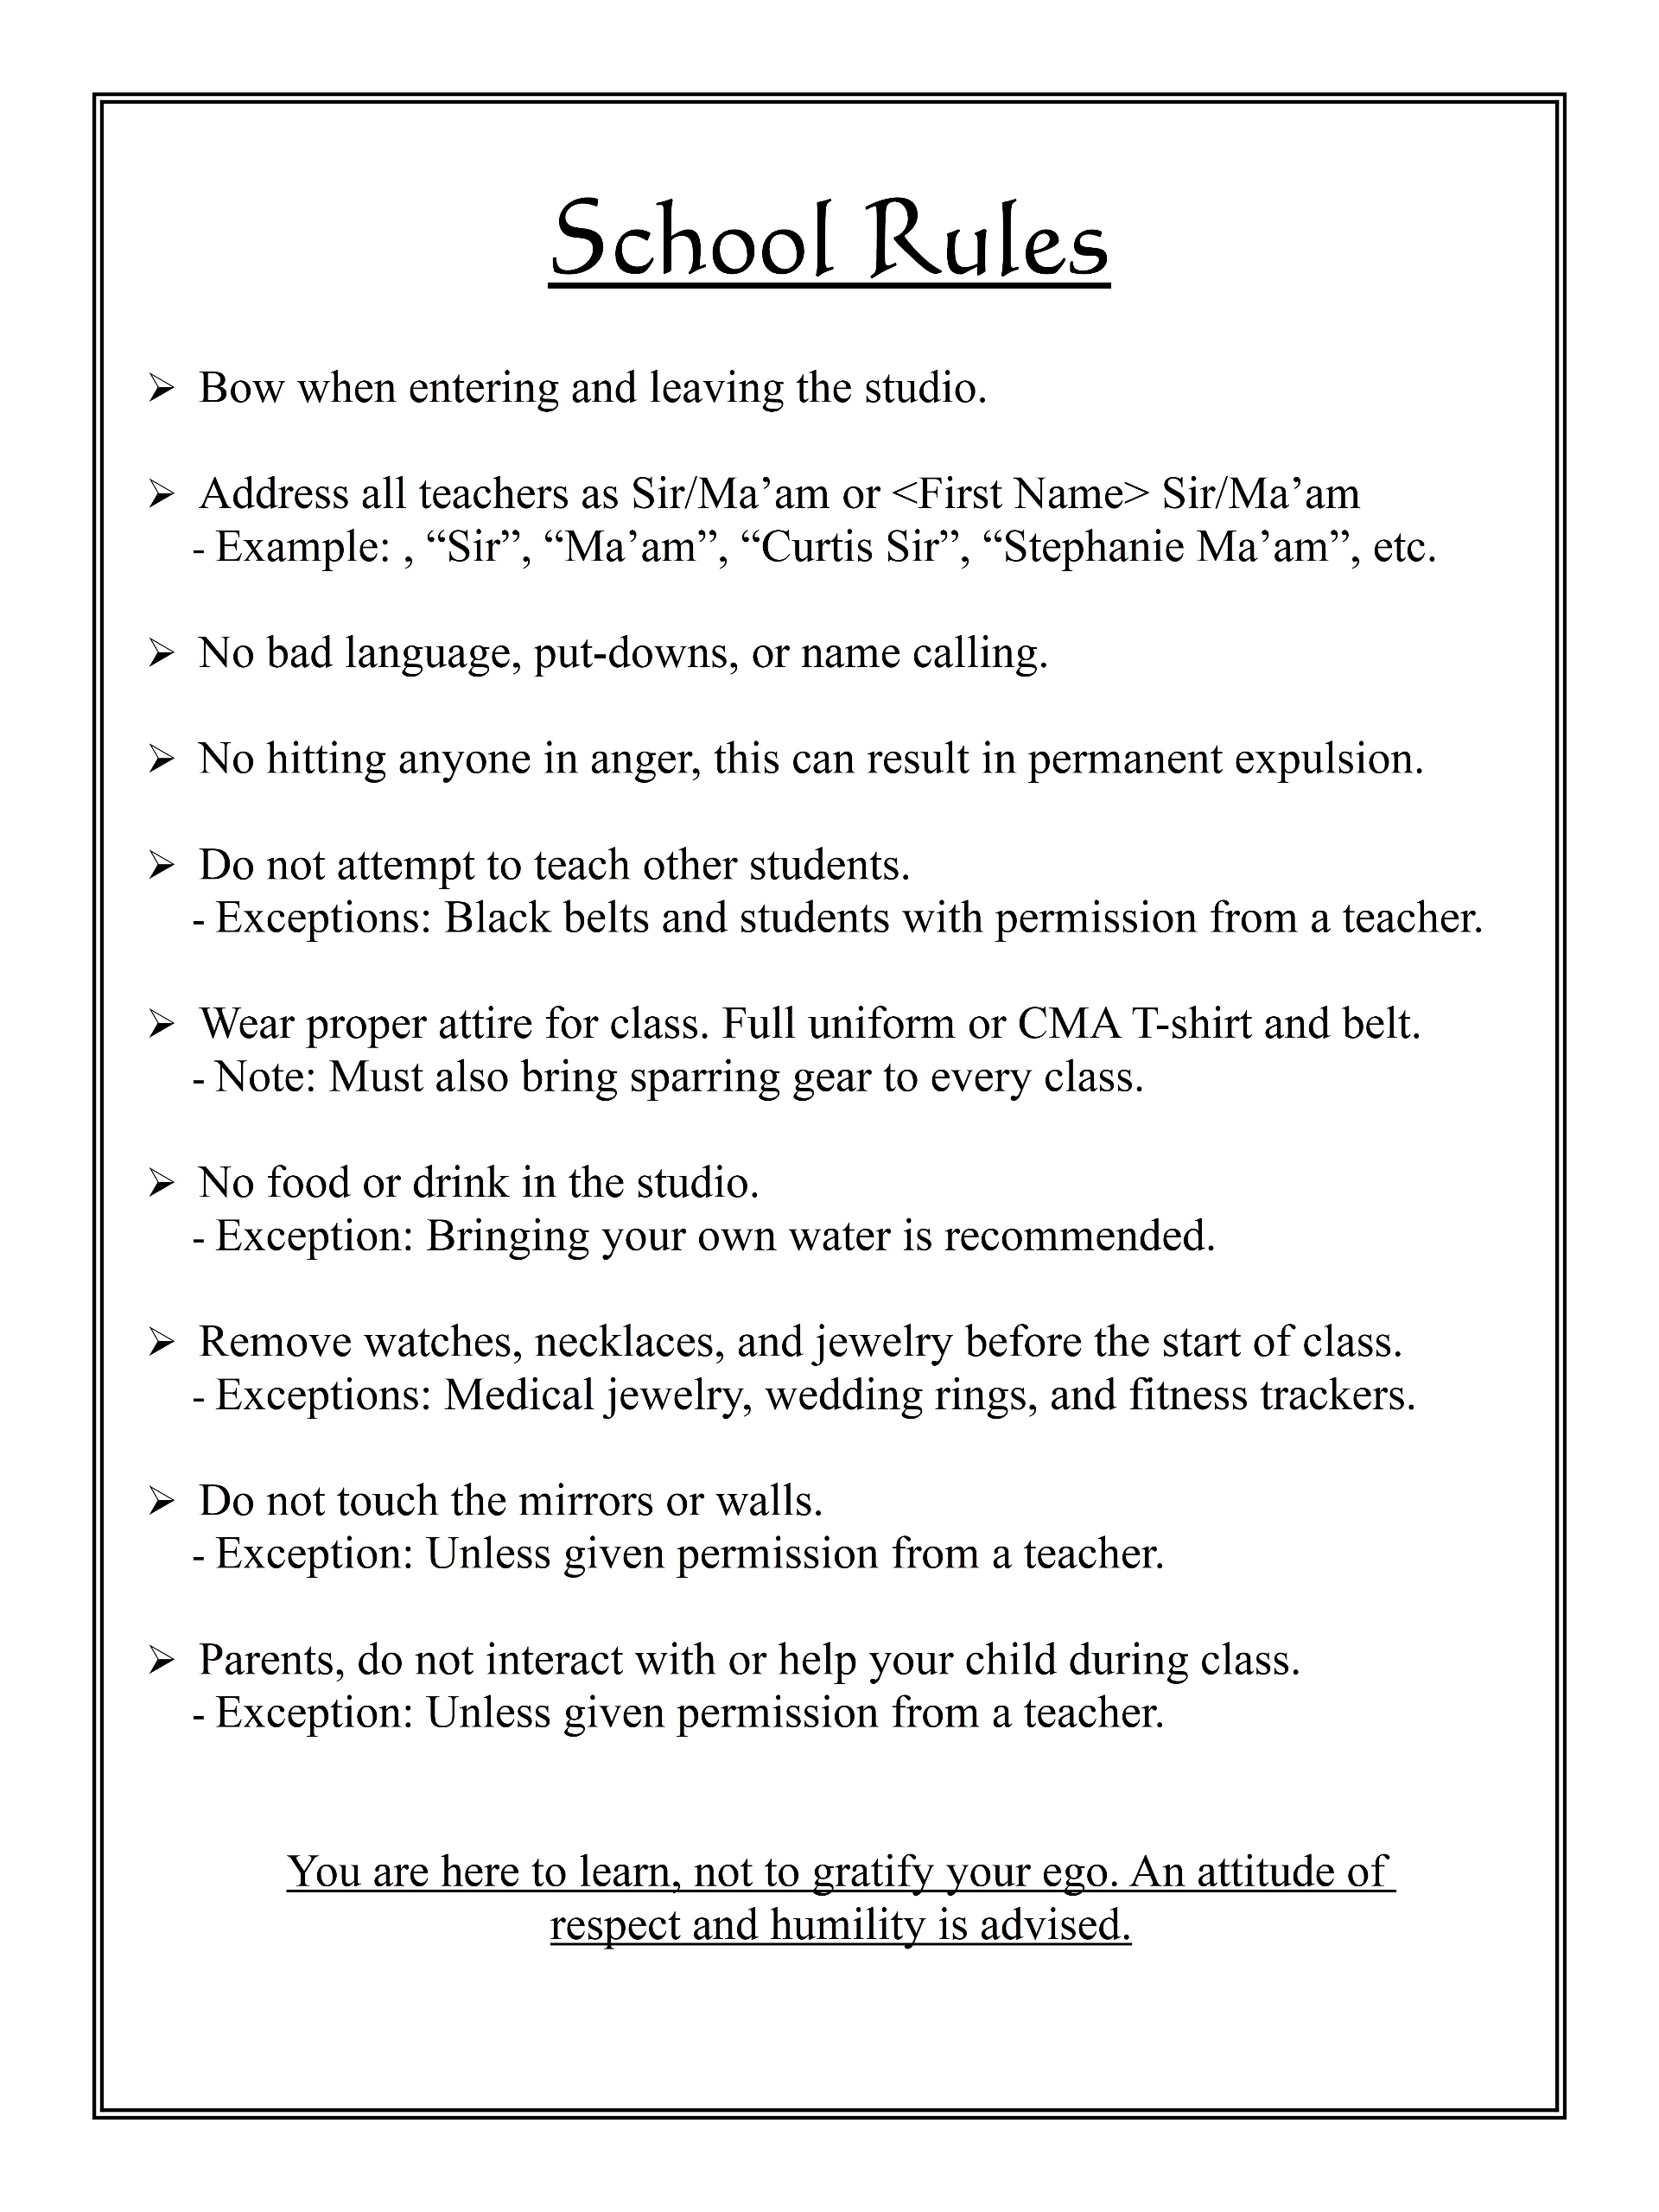 School Rules
➢ Bow when entering and leaving the studio.
➢ Address all teachers as Sir/Ma’am or <First Name> Sir/Ma’am
- Example: , “Sir”, “Ma’am”, “Curtis Sir”, “Stephanie Ma’am”, etc.
➢ No bad language, put-downs, or name calling.
➢ No hitting anyone in anger, this can result in permanent expulsion.
➢ Do not attempt to teach other students.
- Exceptions: Black belts and students with permission from a teacher.
➢ Wear proper attire for class. Full uniform or CMA T-shirt and belt.
- Note: Must also bring sparring gear to every class.
➢ No food or drink in the studio.
- Exception: Bringing your own water is recommended.
➢ Remove watches, necklaces, and jewelry before the start of class.
- Exceptions: Medical jewelry, wedding rings, and fitness trackers.
➢ Do not touch the mirrors or walls.
- Exception: Unless given permission from a teacher.
➢ Parents, do not interact with or help your child during class.
- Exception: Unless given permission from a teacher.
You are here to learn, not to gratify your ego. An attitude of
respect and humility is advised.